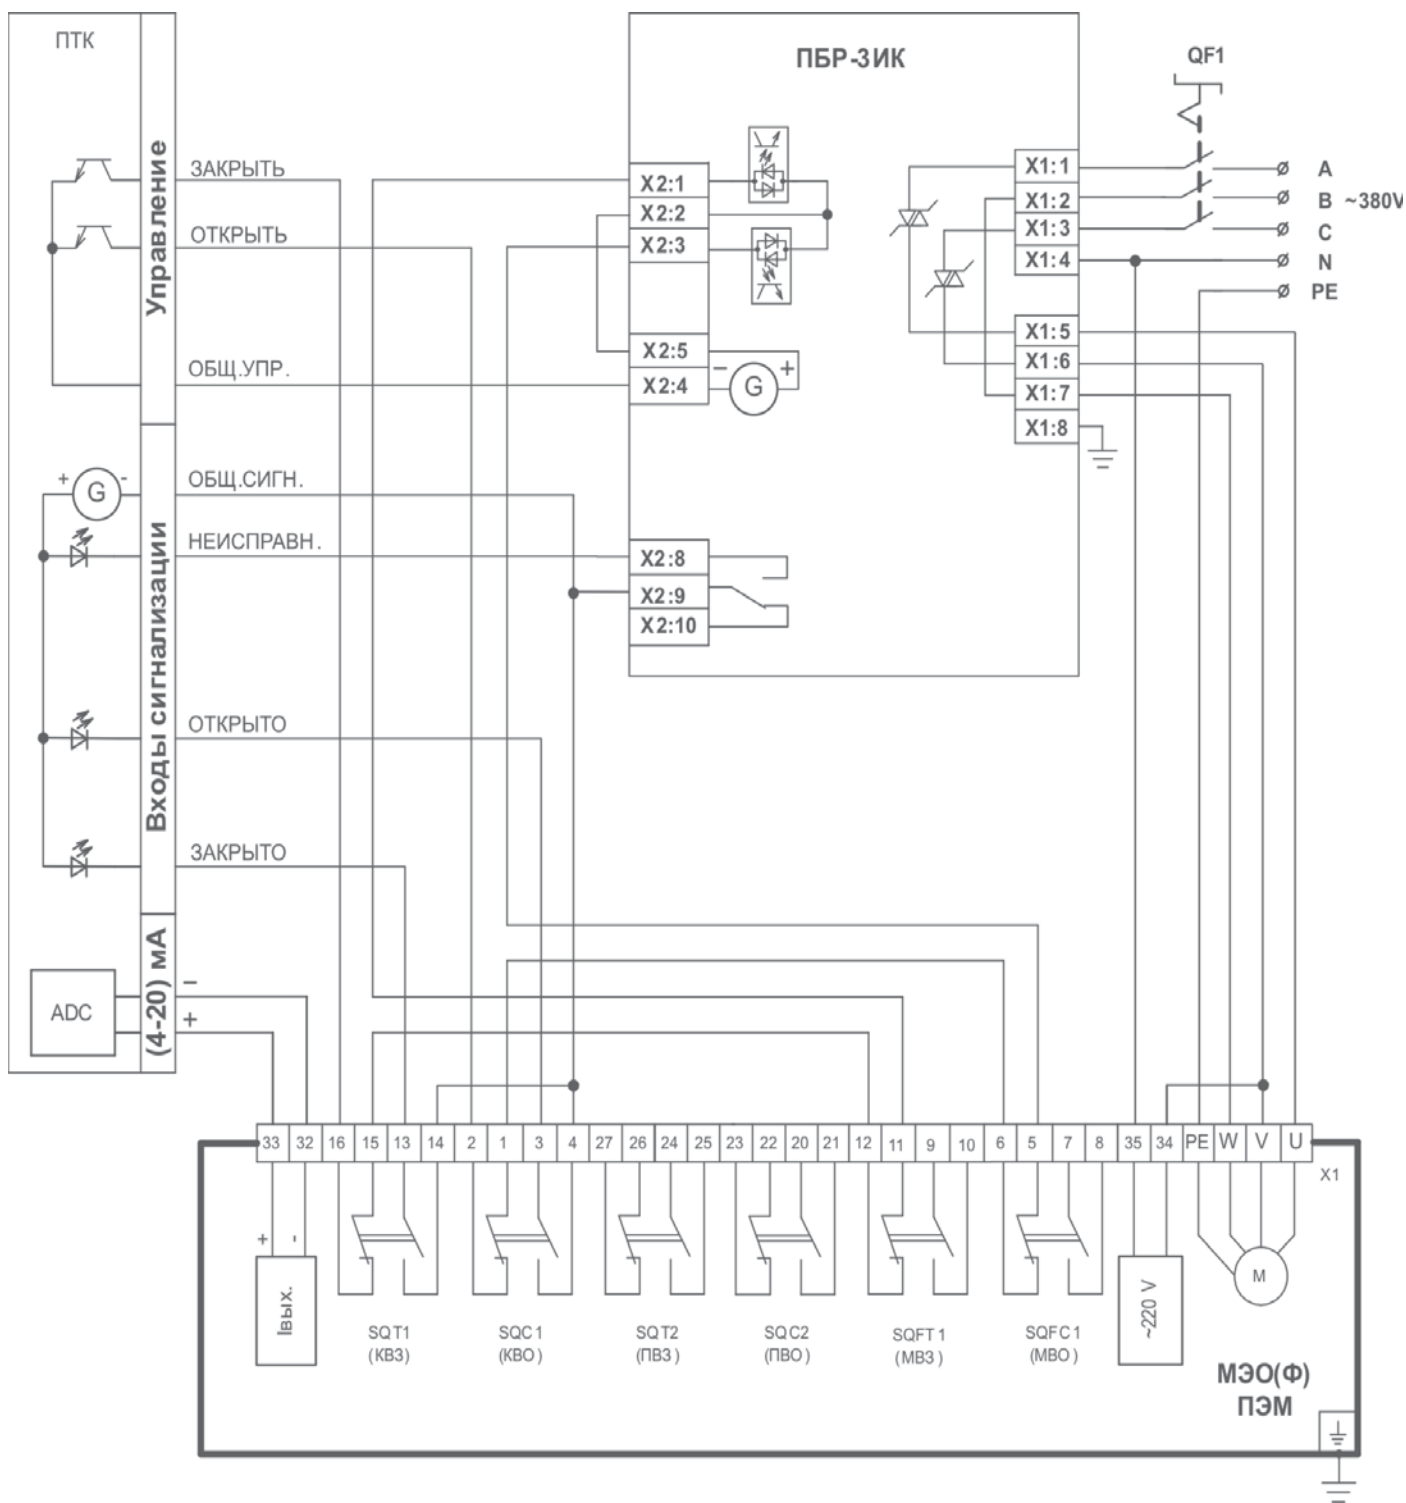 ПТК
ПБР-3ИК
QF1
Управление
ЗАКРЫТЬ
ОТКРЫТЬ
ОБЩ.УПР.
X2:1
X2:2
X2:3
X2:5
X2:4
−
G
+
X1:1
X1:2
X1:3
X1:4
X1:5
X1:6
X1:7
X1:8
A
B ~380V
C
N
PE
Входы сигнализации
+
G
-
ОБЩ.СИГН.
НЕИСПРАВН.
X2:8
X2:9
X2:10
ОТКРЫТО
ЗАКРЫТО
(4-20) мА
ADC
−
+
33 32 16 15 13 14 2 1 3 4 27 26 24 25 23 22 20 21 12 11 9 10 6 5 7 8 35 34 PE W V U
X1
+ -
Iвых.
SQT1
(КВЗ)
SQC1
(КВО)
SQT2
(ПВЗ)
SQC2
(ПВО)
SQFT1
(МВЗ)
SQFC1
(МВО)
~220 V
M
МЭО(Ф)
ПЭМ